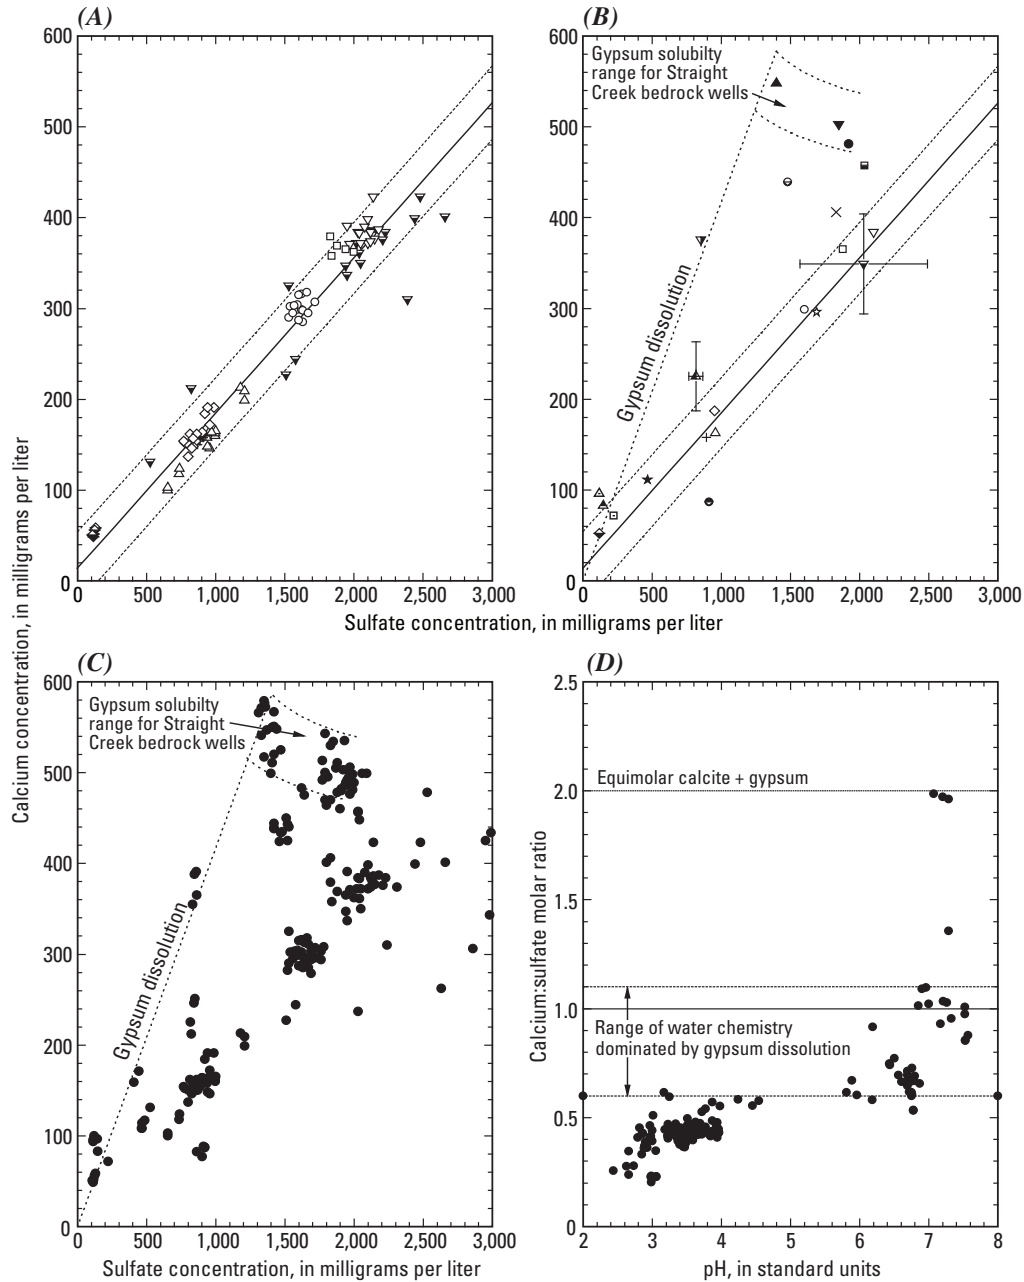 (A)
(B)
600
500
400
300
200
100
0
0 500 1,000 1,500 2,000 2,500 3,000
600
500
400
300
200
100
0
0 500 1,000 1,500 2,000 2,500 3,000
Gypsum solubilty
range for Straight
Creek bedrock wells
Gypsum dissolution
Sulfate concentration, in milligrams per liter
Calcium concentration, in milligrams per liter
(C)
(D)
600
500
400
300
200
100
0
0 500 1,000 1,500 2,000 2,500 3,000
Gypsum solubilty
range for Straight
Creek bedrock wells
Gypsum dissolution
Sulfate concentration, in milligrams per liter
Calcium:sulfate molar ratio
2.5
2.0
1.5
1.0
0.5
0
2 3 4 5 6 7 8
Equimolar calcite + gypsum
Range of water chemistry
dominated by gypsum dissolution
pH, in standard units